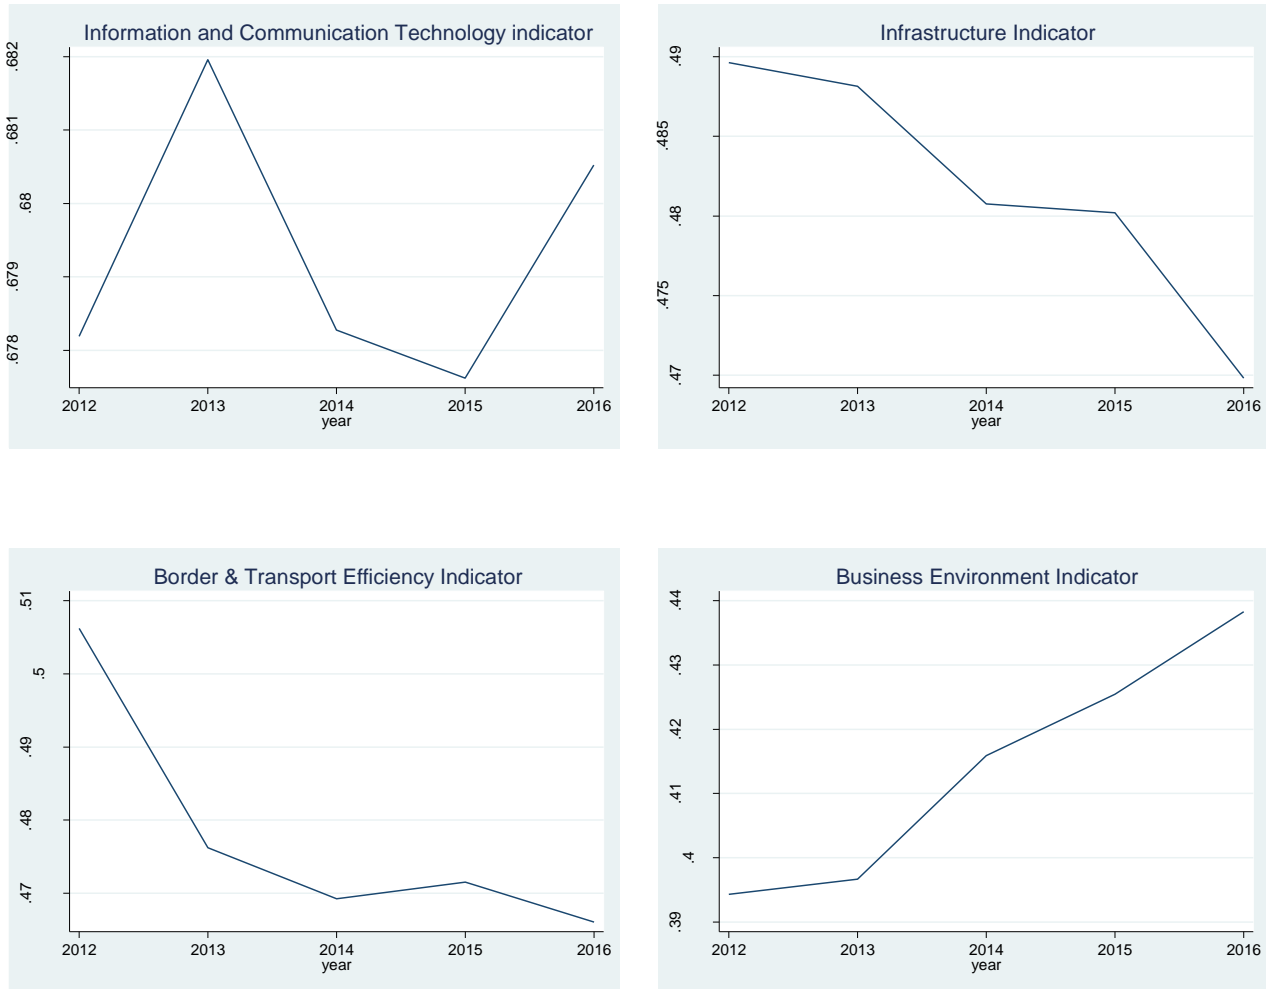 Information and Communication Technology indicator
.682
.681
.68
.679
.678
2012 2013 2014 2015 2016
year
Infrastructure Indicator
.49
.485
.48
.475
.47
2012 2013 2014 2015 2016
year
Border & Transport Efficiency Indicator
.51
.5
.49
.48
.47
2012 2013 2014 2015 2016
year
Business Environment Indicator
.44
.43
.42
.41
.4
.39
2012 2013 2014 2015 2016
year